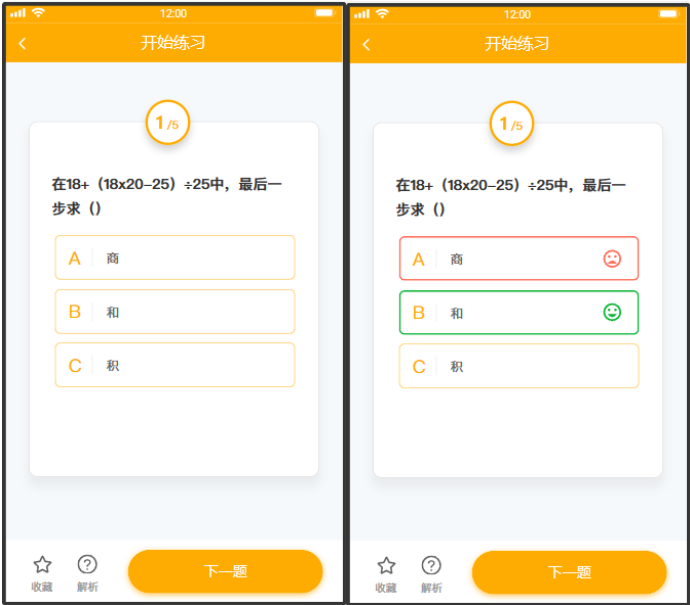 12:00
开始练习
1/5
在18+（18x20-25）÷25中，最后一
步求（）
A 商
B 和
C 积
收藏
解析
下一题
12:00
开始练习
1/5
在18+（18x20-25）÷25中，最后一
步求（）
A 商
B 和
C 积
收藏
解析
下一题